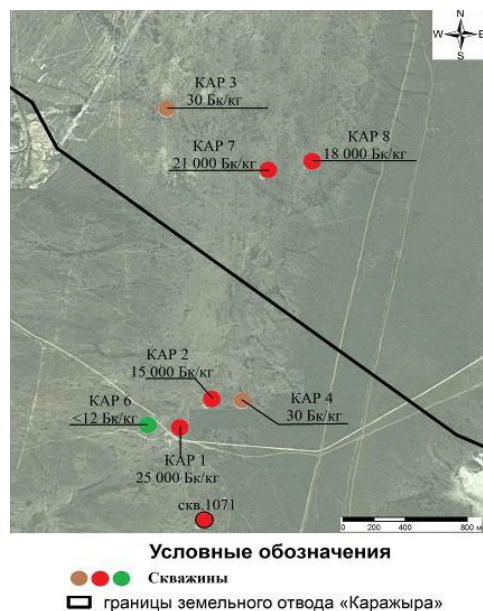 N
W E
S
КАР 3
30 Бк/кг
КАР 7
21 000 Бк/кг
КАР 8
18 000 Бк/кг
КАР 2
15 000 Бк/кг
КАР 6
<12 Бк/кг
КАР 4
30 Бк/кг
КАР 1
25 000 Бк/кг
скв.1071
0 200 400 800 м
Условные обозначения
Скважины
границы земельного отвода «Каражыра»